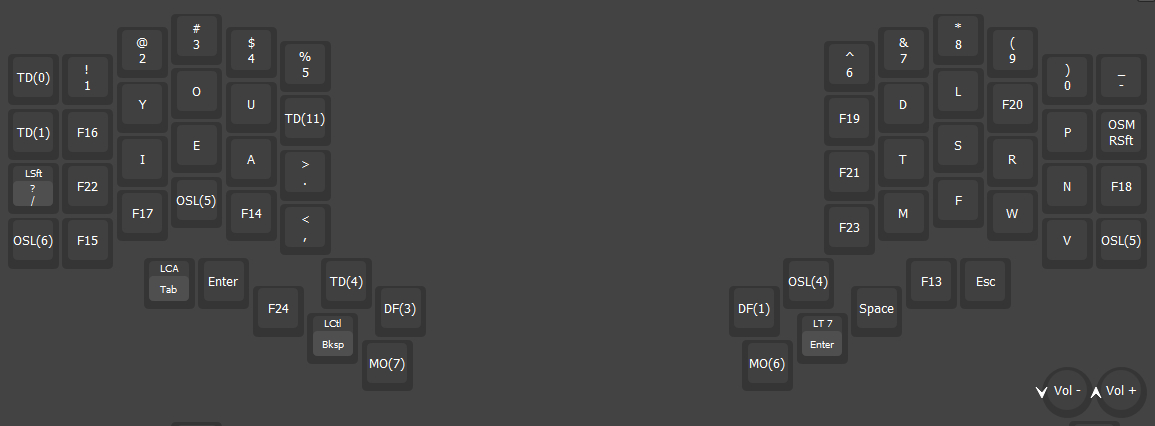 TD(0)
!
1
@
2
#
3
$
4
%
5
^
6
&
7
*
8
(
9
)
0
_
-
TD(1)
F16
Y
O
U
TD(11)
F19
D
L
F20
P
OSM
RSft
LSft
?
/
F22
I
E
A
>
.
F21
T
S
R
N
F18
OSL(6)
F15
F17
OSL(5)
F14
<
,
F23
M
F
W
V
OSL(5)
LCA
Tab
Enter
F24
TD(4)
DF(3)
LCtl
Bksp
MO(7)
DF(1)
OSL(4)
LT 7
Enter
MO(6)
Space
F13
Esc
Vol -
Vol +